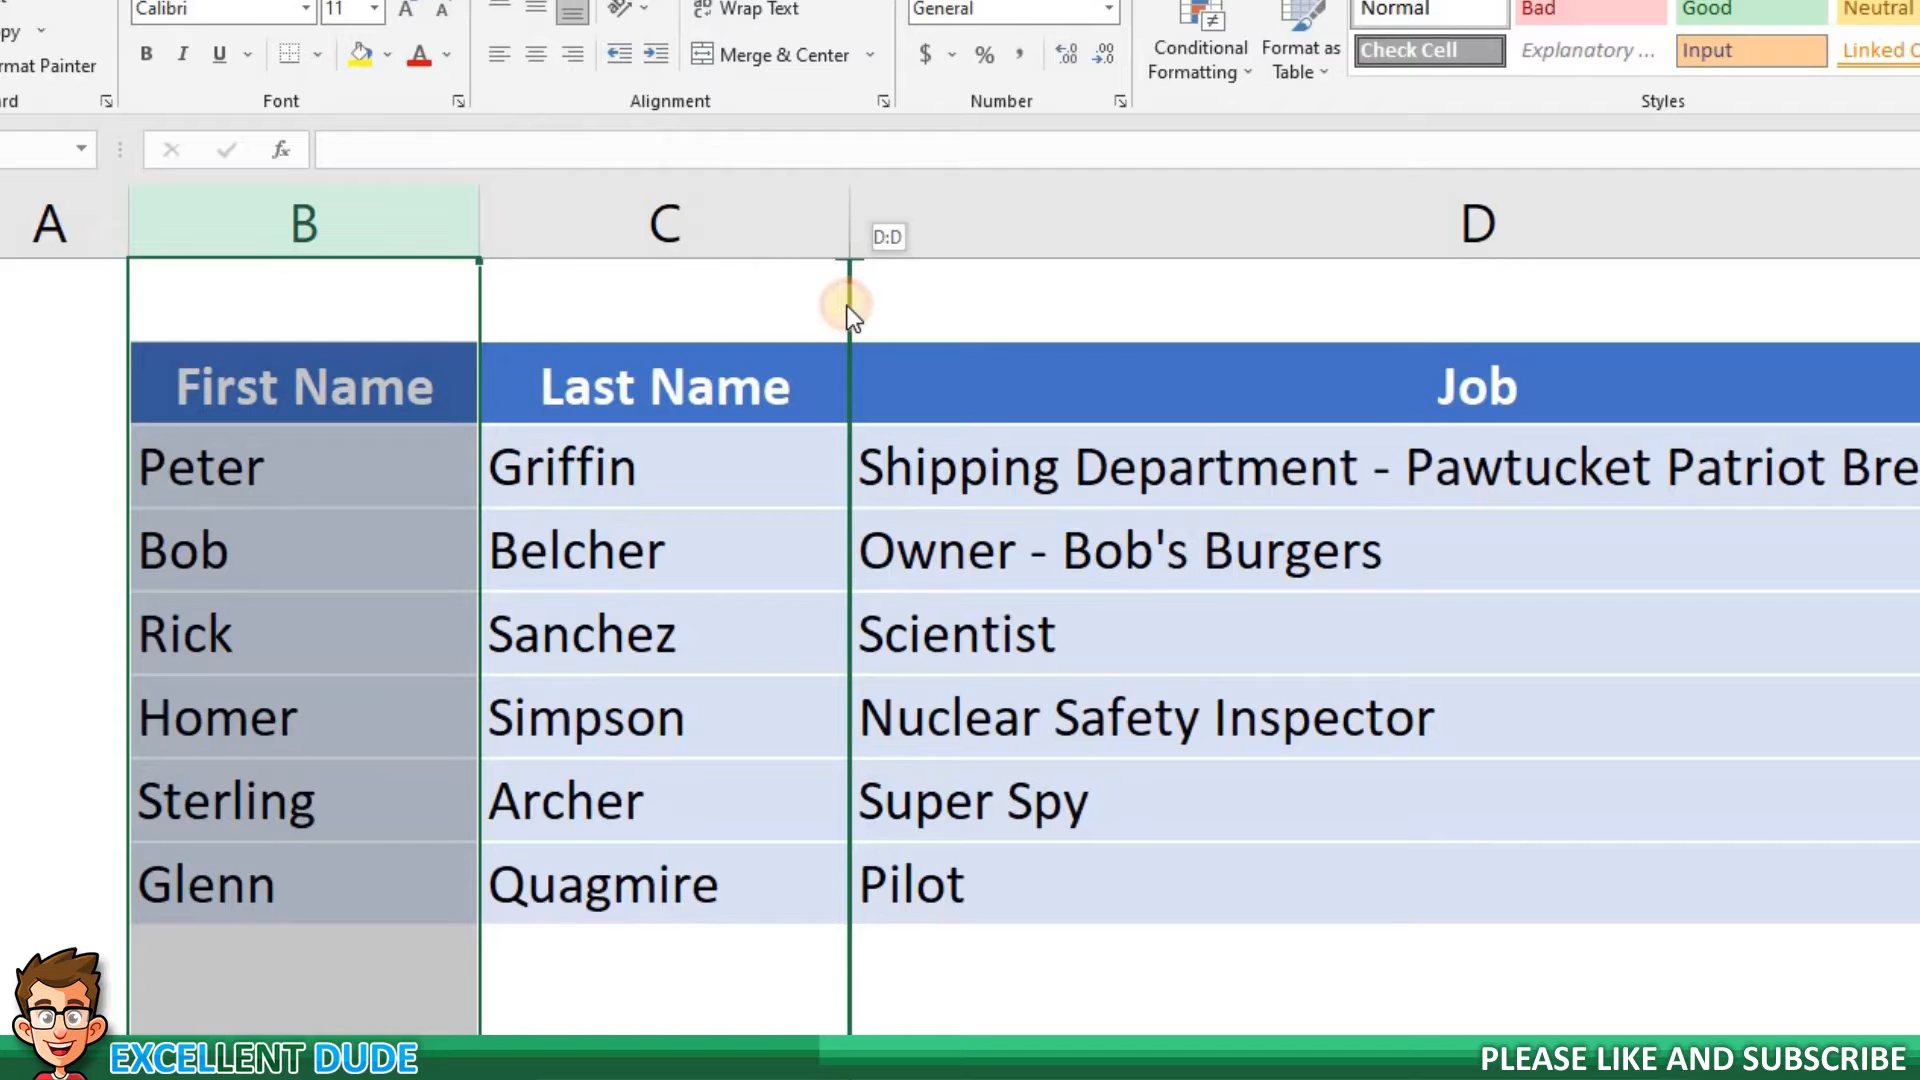 Calibri 11 Wrap Text General Normal Bad Good Neutral
py B I U Merge & Center $ % , Conditional Formatting Format as Table Check Cell Explanatory ... Input Linked C
rmat Painter
rd Font Alignment Number Styles
fx
A B C D
D:D
First Name Last Name Job
Peter Griffin Shipping Department - Pawtucket Patriot Bre
Bob Belcher Owner - Bob's Burgers
Rick Sanchez Scientist
Homer Simpson Nuclear Safety Inspector
Sterling Archer Super Spy
Glenn Quagmire Pilot
EXCELLENT DUDE PLEASE LIKE AND SUBSCRIBE